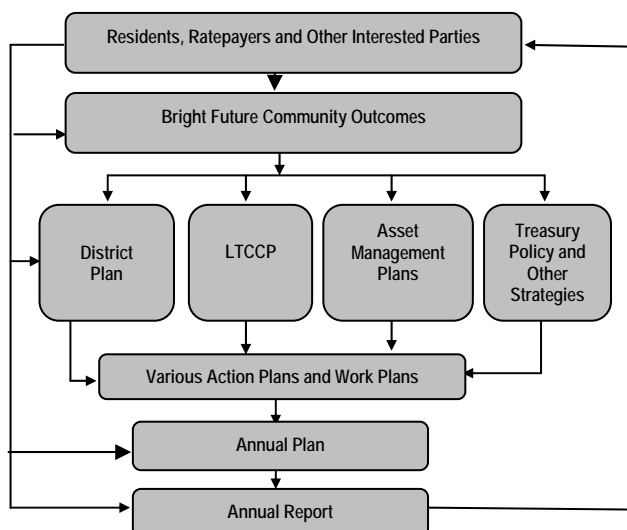 Residents, Ratepayers and Other Interested Parties
Bright Future Community Outcomes
District
Plan
LTCCP
Asset
Management
Plans
Treasury
Policy and
Other
Strategies
Various Action Plans and Work Plans
Annual Plan
Annual Report